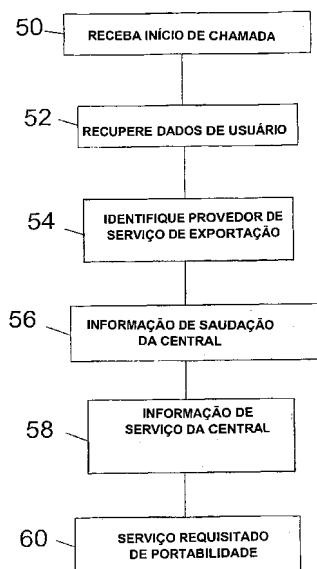 50
RECEBA INÍCIO DE CHAMADA
52
RECUPERE DADOS DE USUÁRIO
54
IDENTIFIQUE PROVEDOR DE
SERVIÇO DE EXPORTAÇÃO
56
INFORMAÇÃO DE SAUDAÇÃO
DA CENTRAL
58
INFORMAÇÃO DE
SERVIÇO DA CENTRAL
60
SERVIÇO REQUISITADO
DE PORTABILIDADE